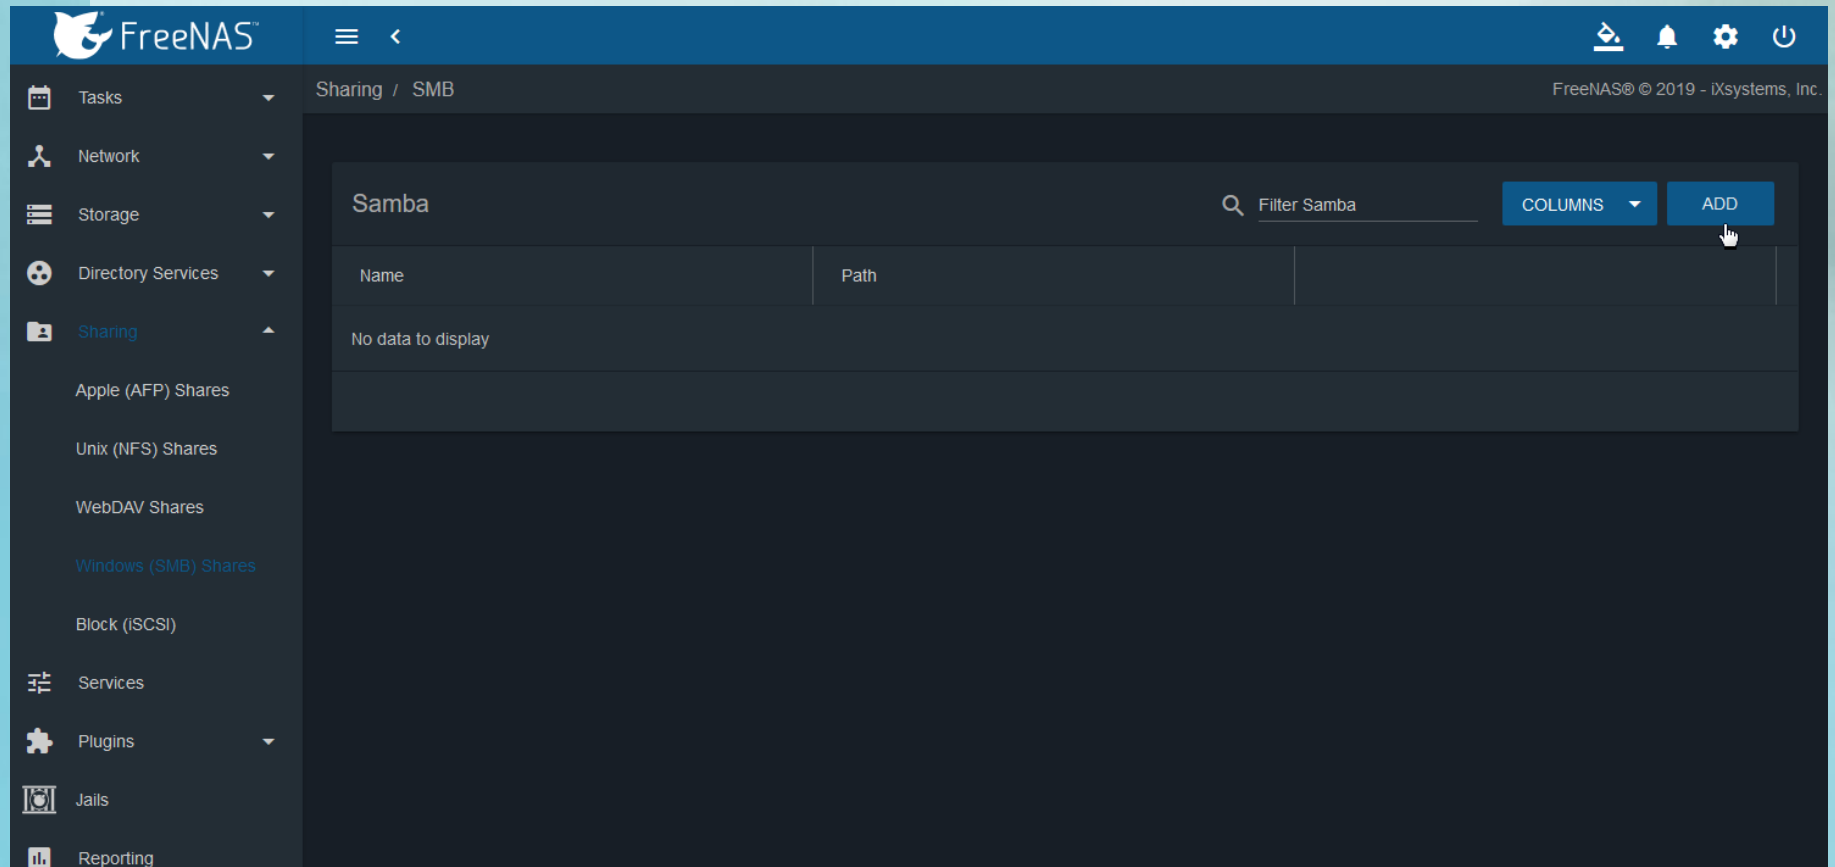 FreeNAS™
Tasks
Network
Storage
Directory Services
Sharing
Apple (AFP) Shares
Unix (NFS) Shares
WebDAV Shares
Windows (SMB) Shares
Block (iSCSI)
Services
Plugins
Jails
Reporting
Sharing / SMB
FreeNAS® © 2019 - iXsystems, Inc.
Samba
Filter Samba
COLUMNS
ADD
Name Path
No data to display